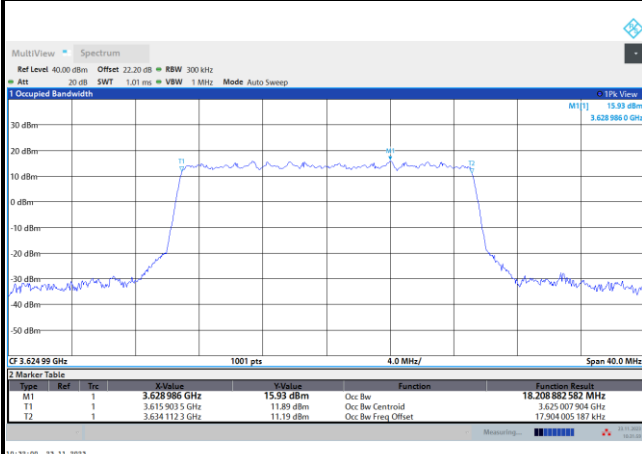 MultiView Spectrum
Ref Level 40.00 dBm Offset 22.20 dB RBW 300 kHz
Att 20 dB SWT 1.01 ms VBW 1 MHz Mode Auto Sweep
1 Occupied Bandwidth 1Pk View
M1[1] 15.93 dBm
3.628 986 0 GHz
30 dBm
20 dBm
M1
T1 T2
10 dBm
0 dBm
-10 dBm
-20 dBm
-30 dBm
-40 dBm
-50 dBm
CF 3.624 99 GHz 1001 pts 4.0 MHz/ Span 40.0 MHz
2 Marker Table
Type Ref Trc X-Value Y-Value Function Function Result
M1 1 3.628 986 GHz 15.93 dBm Occ Bw 18.208 882 582 MHz
T1 1 3.615 903 5 GHz 11.89 dBm Occ Bw Centroid 3.625 007 904 GHz
T2 1 3.634 112 3 GHz 11.19 dBm Occ Bw Freq Offset 17.904 005 187 kHz
Measuring...